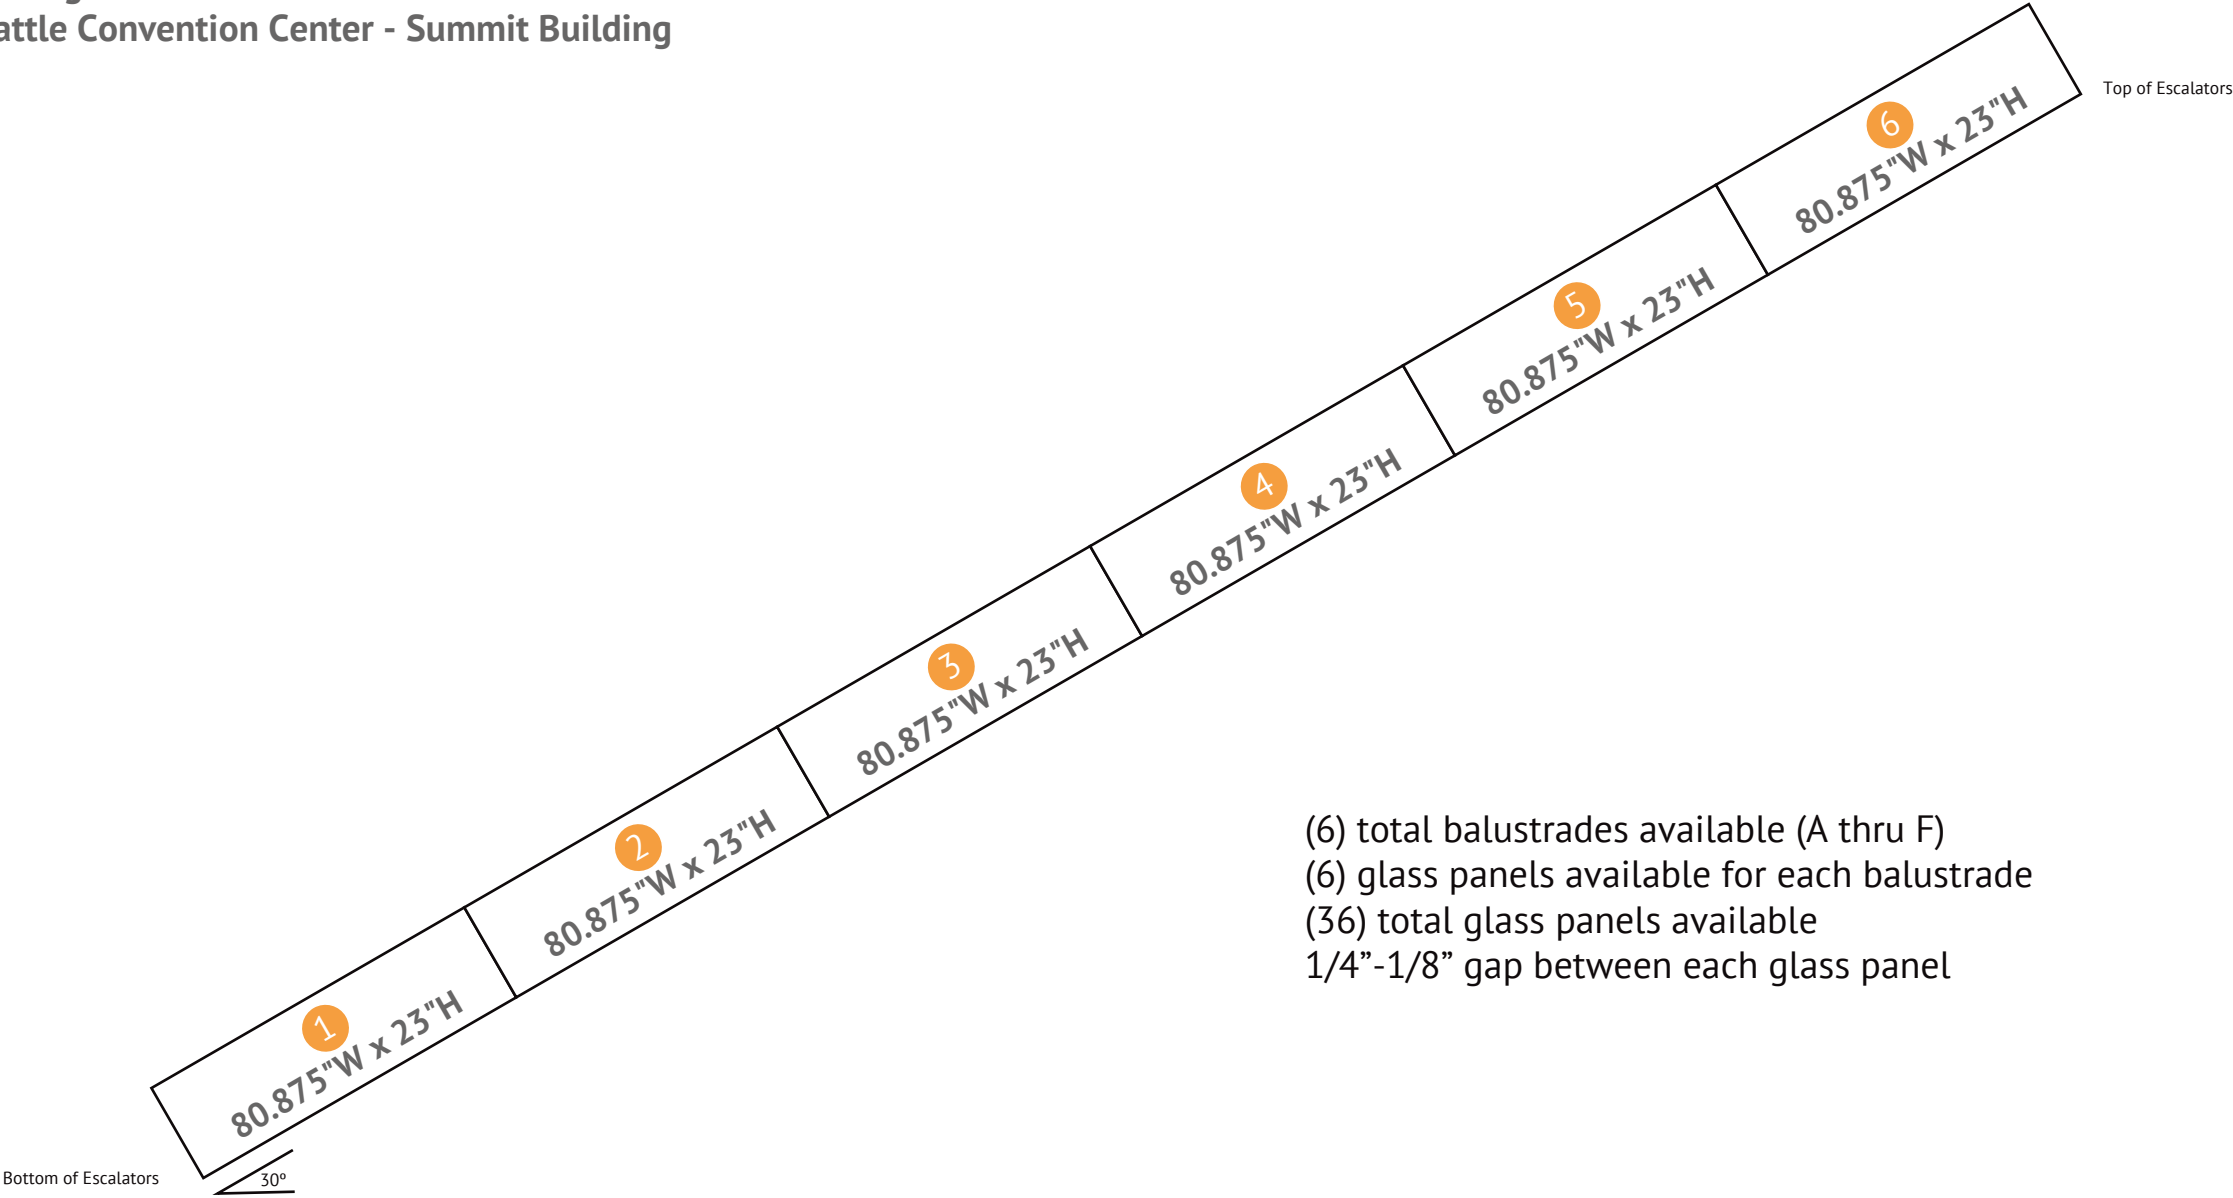 Convention Center - Summit Building
Top of Escalators
6
80.875"W x 23"H
5
80.875"W x 23"H
4
80.875"W x 23"H
3
80.875"W x 23"H
2
80.875"W x 23"H
1
80.875"W x 23"H
(6) total balustrades available (A thru F)
(6) glass panels available for each balustrade
(36) total glass panels available
1/4”-1/8” gap between each glass panel
Bottom of Escalators
30º